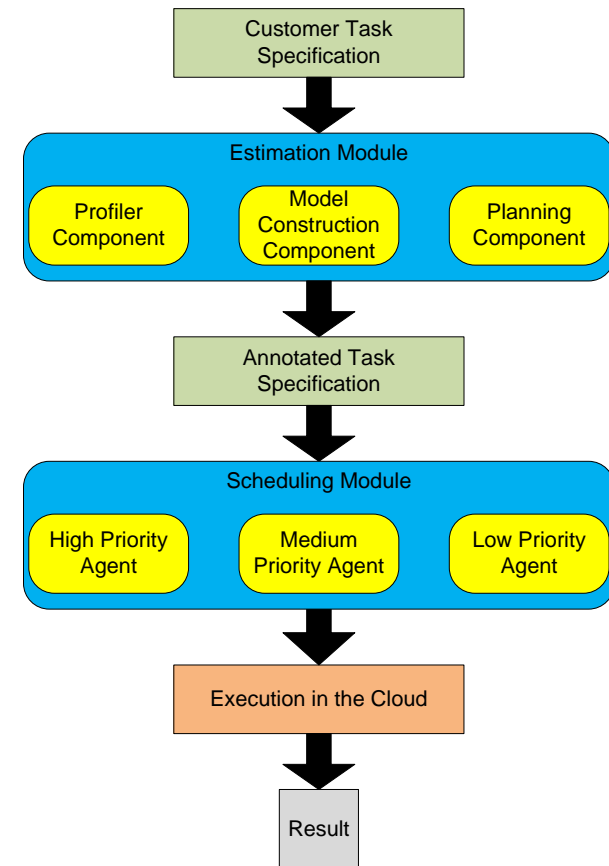 Customer Task
Specification
Estimation Module
Profiler
Component
Model
Construction
Component
Planning
Component
Annotated Task
Specification
Scheduling Module
High Priority
Agent
Medium
Priority Agent
Low Priority
Agent
Execution in the Cloud
Result